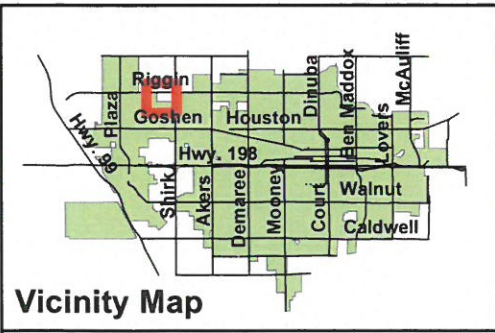 Riggin
Plaza
Goshen
Houston
Dinuba
Ben Maddox
McAuliff
Lovers
Hwy. 99
Hwy. 198
Shirk
Akers
Demaree
Mooney
Court
Walnut
Caldwell
Vicinity Map